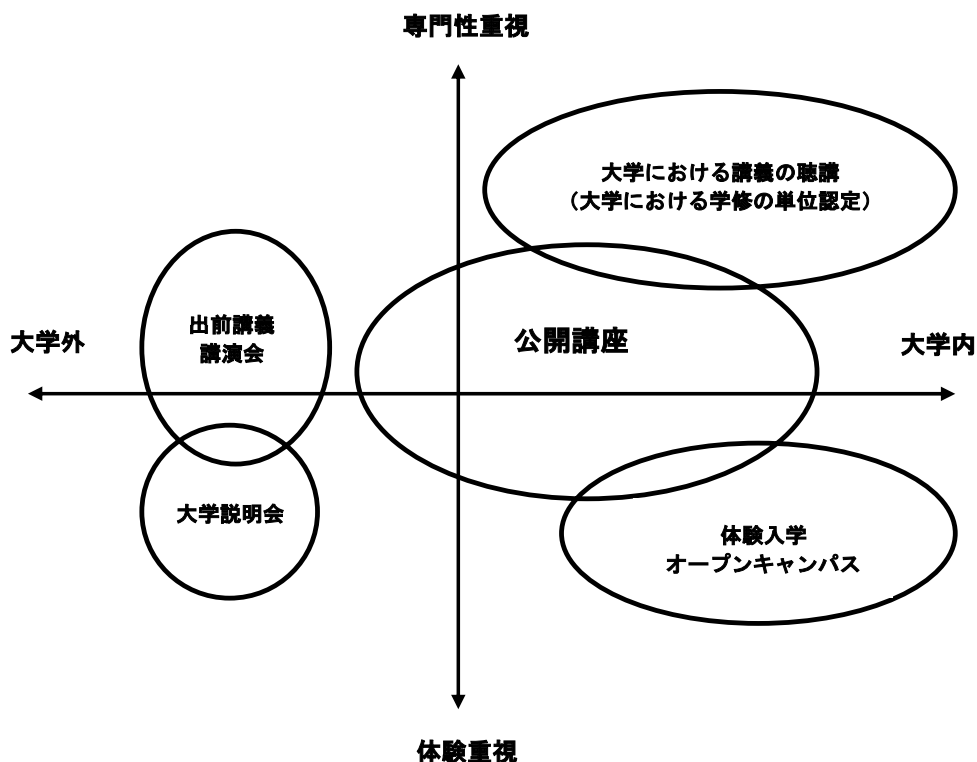 専門性重視
大学における講義の聴講
（大学における学修の単位認定）
出前講義
講演会
大学外
公開講座
大学内
大学説明会
体験入学
オープンキャンパス
体験重視